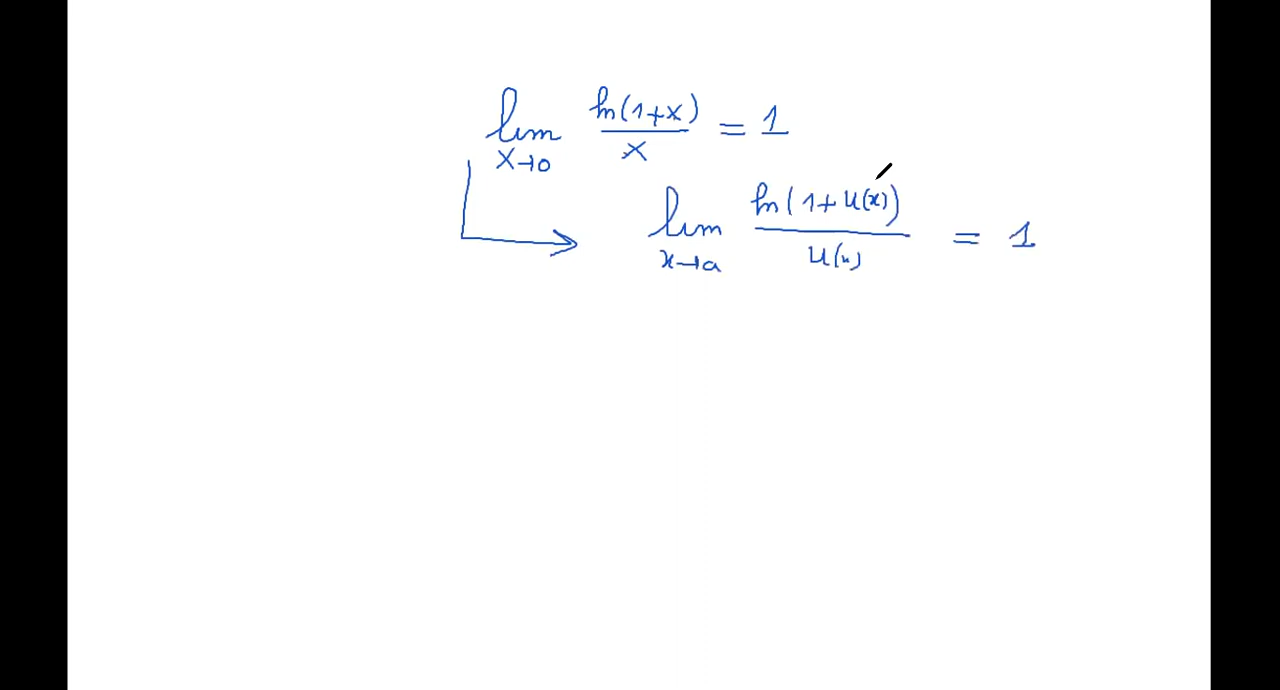 lim x→0 ln(1+x)/x = 1
lim x→a ln(1+u(x))/u(x) = 1